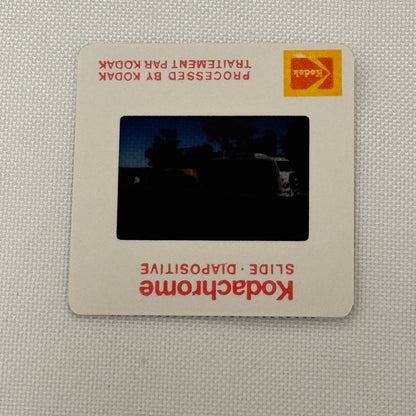 Kodachrome
SLIDE · DIAPOSITIVE
TRAITEMENT PAR KODAK
PROCESSED BY KODAK
Kodak